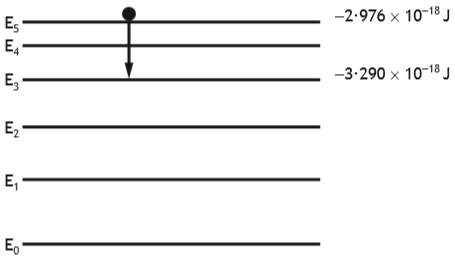 E₅ −2·976 × 10⁻¹⁸ J
E₄
E₃ −3·290 × 10⁻¹⁸ J
E₂
E₁
E₀